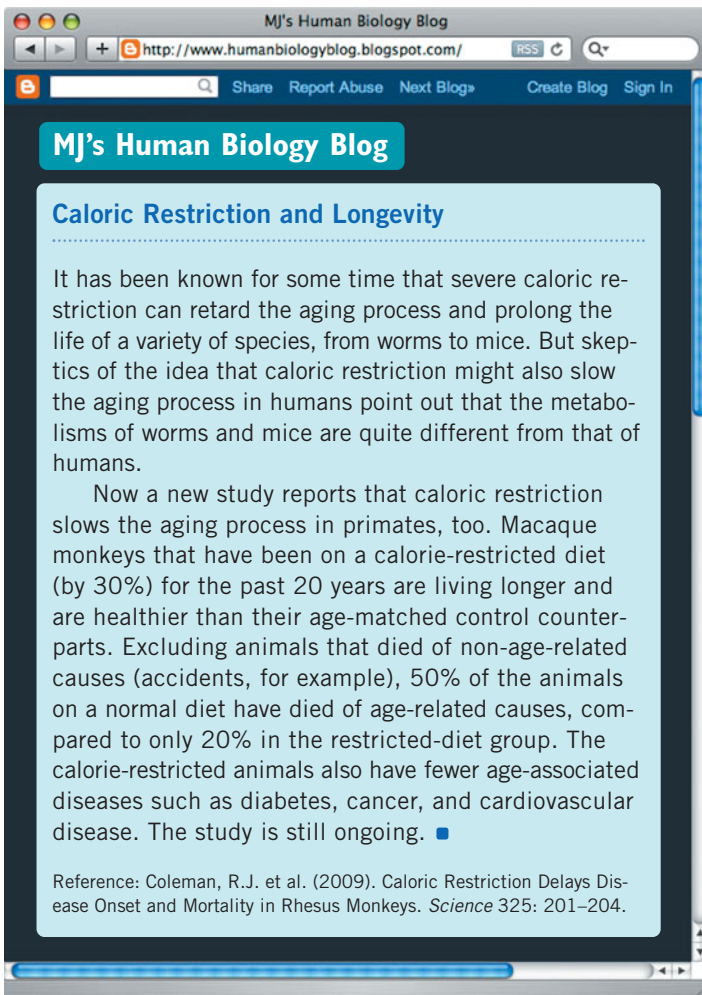 MJ's Human Biology Blog
http://www.humanbiologyblog.blogspot.com/
RSS
Share Report Abuse Next Blog» Create Blog Sign In
MJ's Human Biology Blog
Caloric Restriction and Longevity
It has been known for some time that severe caloric re-
striction can retard the aging process and prolong the
life of a variety of species, from worms to mice. But skep-
tics of the idea that caloric restriction might also slow
the aging process in humans point out that the metabo-
lisms of worms and mice are quite different from that of
humans.
Now a new study reports that caloric restriction
slows the aging process in primates, too. Macaque
monkeys that have been on a calorie-restricted diet
(by 30%) for the past 20 years are living longer and
are healthier than their age-matched control counter-
parts. Excluding animals that died of non-age-related
causes (accidents, for example), 50% of the animals
on a normal diet have died of age-related causes, com-
pared to only 20% in the restricted-diet group. The
calorie-restricted animals also have fewer age-associated
diseases such as diabetes, cancer, and cardiovascular
disease. The study is still ongoing.
Reference: Coleman, R.J. et al. (2009). Caloric Restriction Delays Dis-
ease Onset and Mortality in Rhesus Monkeys. Science 325: 201–204.